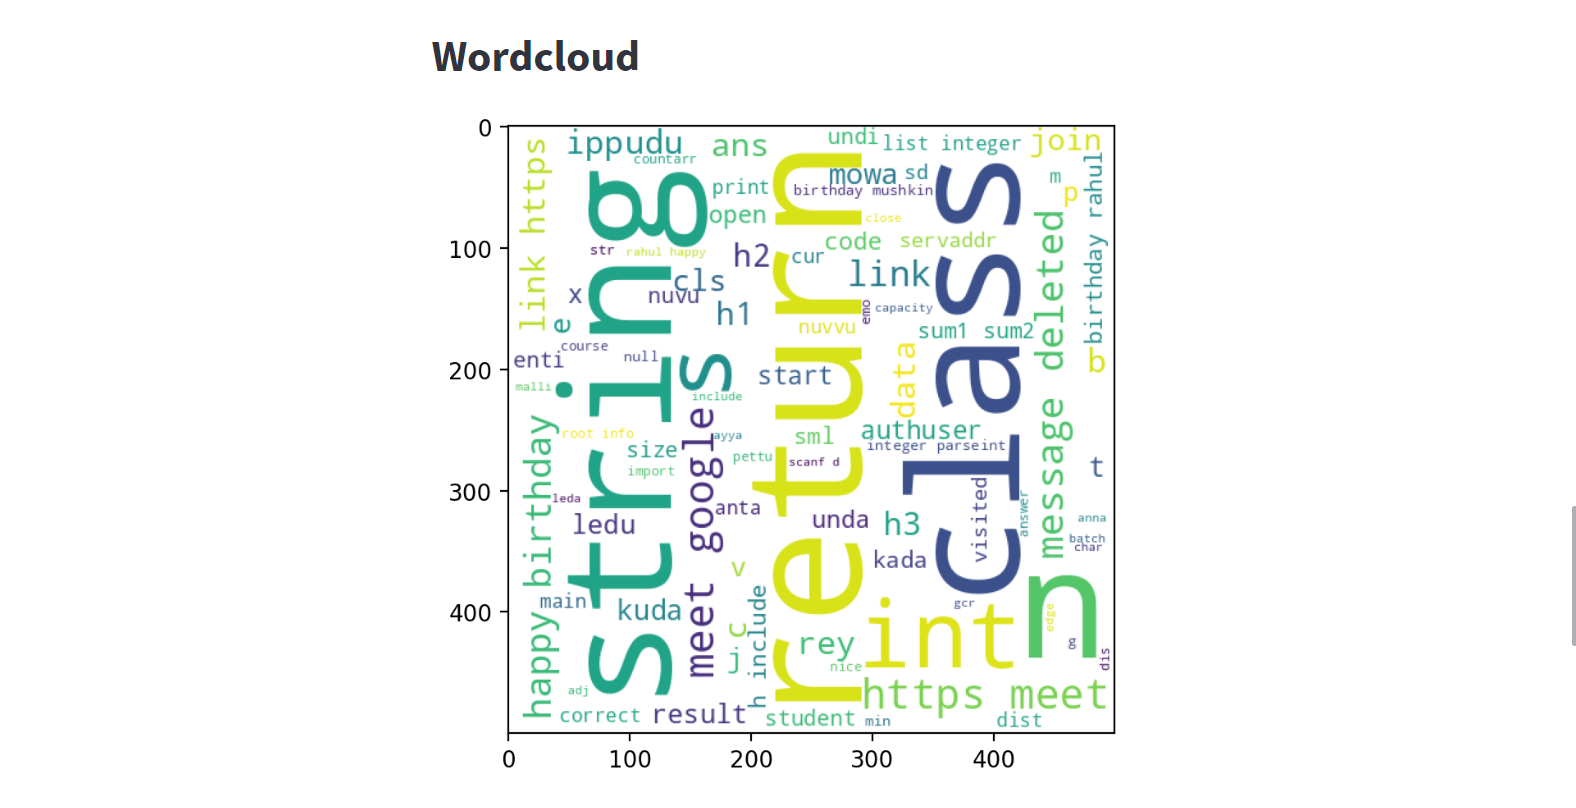 Wordcloud
0
100
200
300
400
0
100
200
300
400
link https
ippudu
countarr
ans
undi
list integer
join
string
return
class
print
mowa
sd
birthday mushkin
m
p
birthday rahul
open
close
str
rahul happy
h2
cur
code
servaddr
cls
link
x
nuvu
h1
emo
capacity
message deleted
e
nuvvu
sum1 sum2
course
enti
null
s
start
data
b
malli
include
happy birthday
root info
ayya
sml
authuser
integer parseint
size
meet google
pettu
scanf d
t
import
leda
anta
visited
answer
ledu
unda
h3
anna
batch
char
kada
v
main
kuda
h include
gcr
n
edge
int
c
rey
g
j
nice
dis
adj
https meet
correct
result
student
min
dist